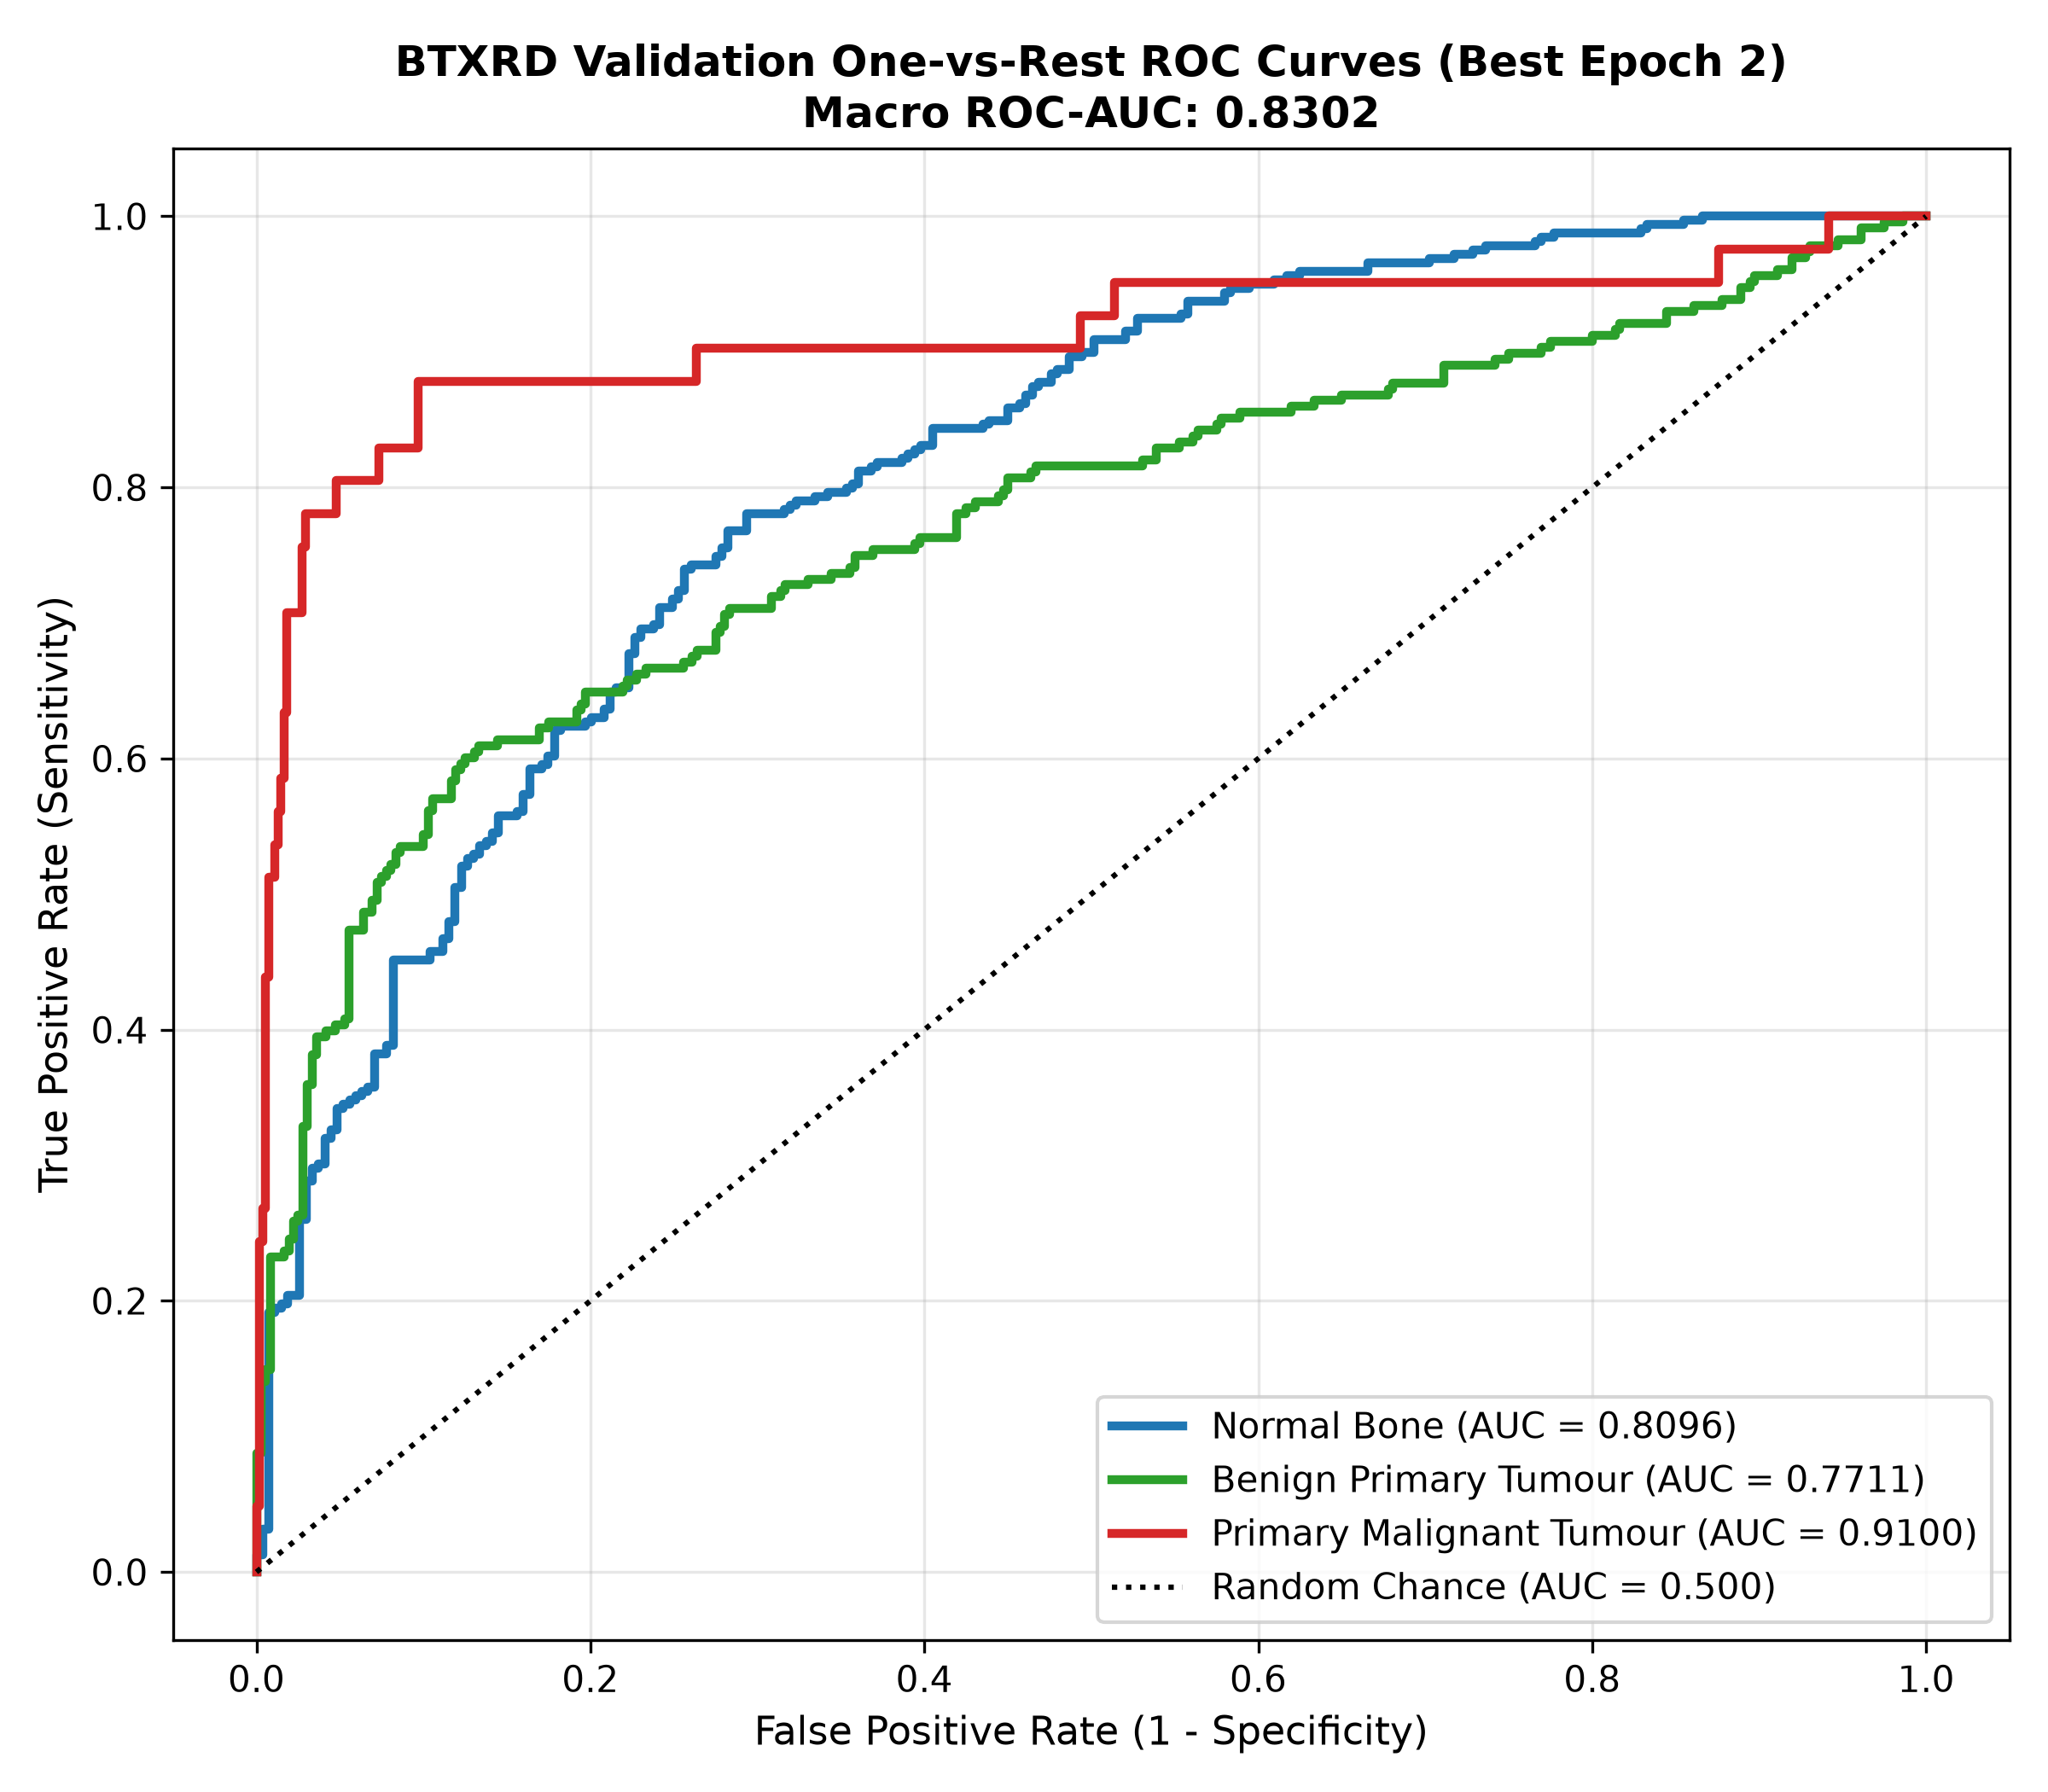 BTXRD Validation One-vs-Rest ROC Curves (Best Epoch 2)
Macro ROC-AUC: 0.8302
True Positive Rate (Sensitivity)
1.0
0.8
0.6
0.4
0.2
0.0
Normal Bone (AUC = 0.8096)
Benign Primary Tumour (AUC = 0.7711)
Primary Malignant Tumour (AUC = 0.9100)
Random Chance (AUC = 0.500)
0.0 0.2 0.4 0.6 0.8 1.0
False Positive Rate (1 - Specificity)